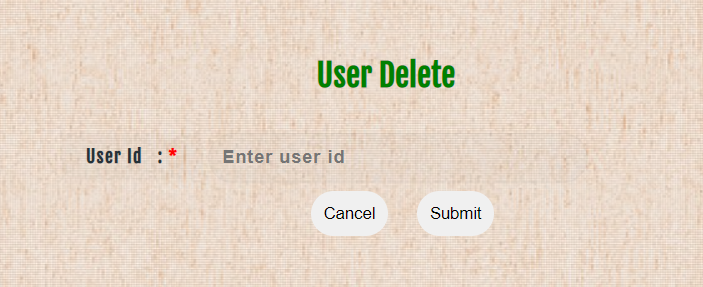 User Delete
User Id : * Enter user id
Cancel Submit